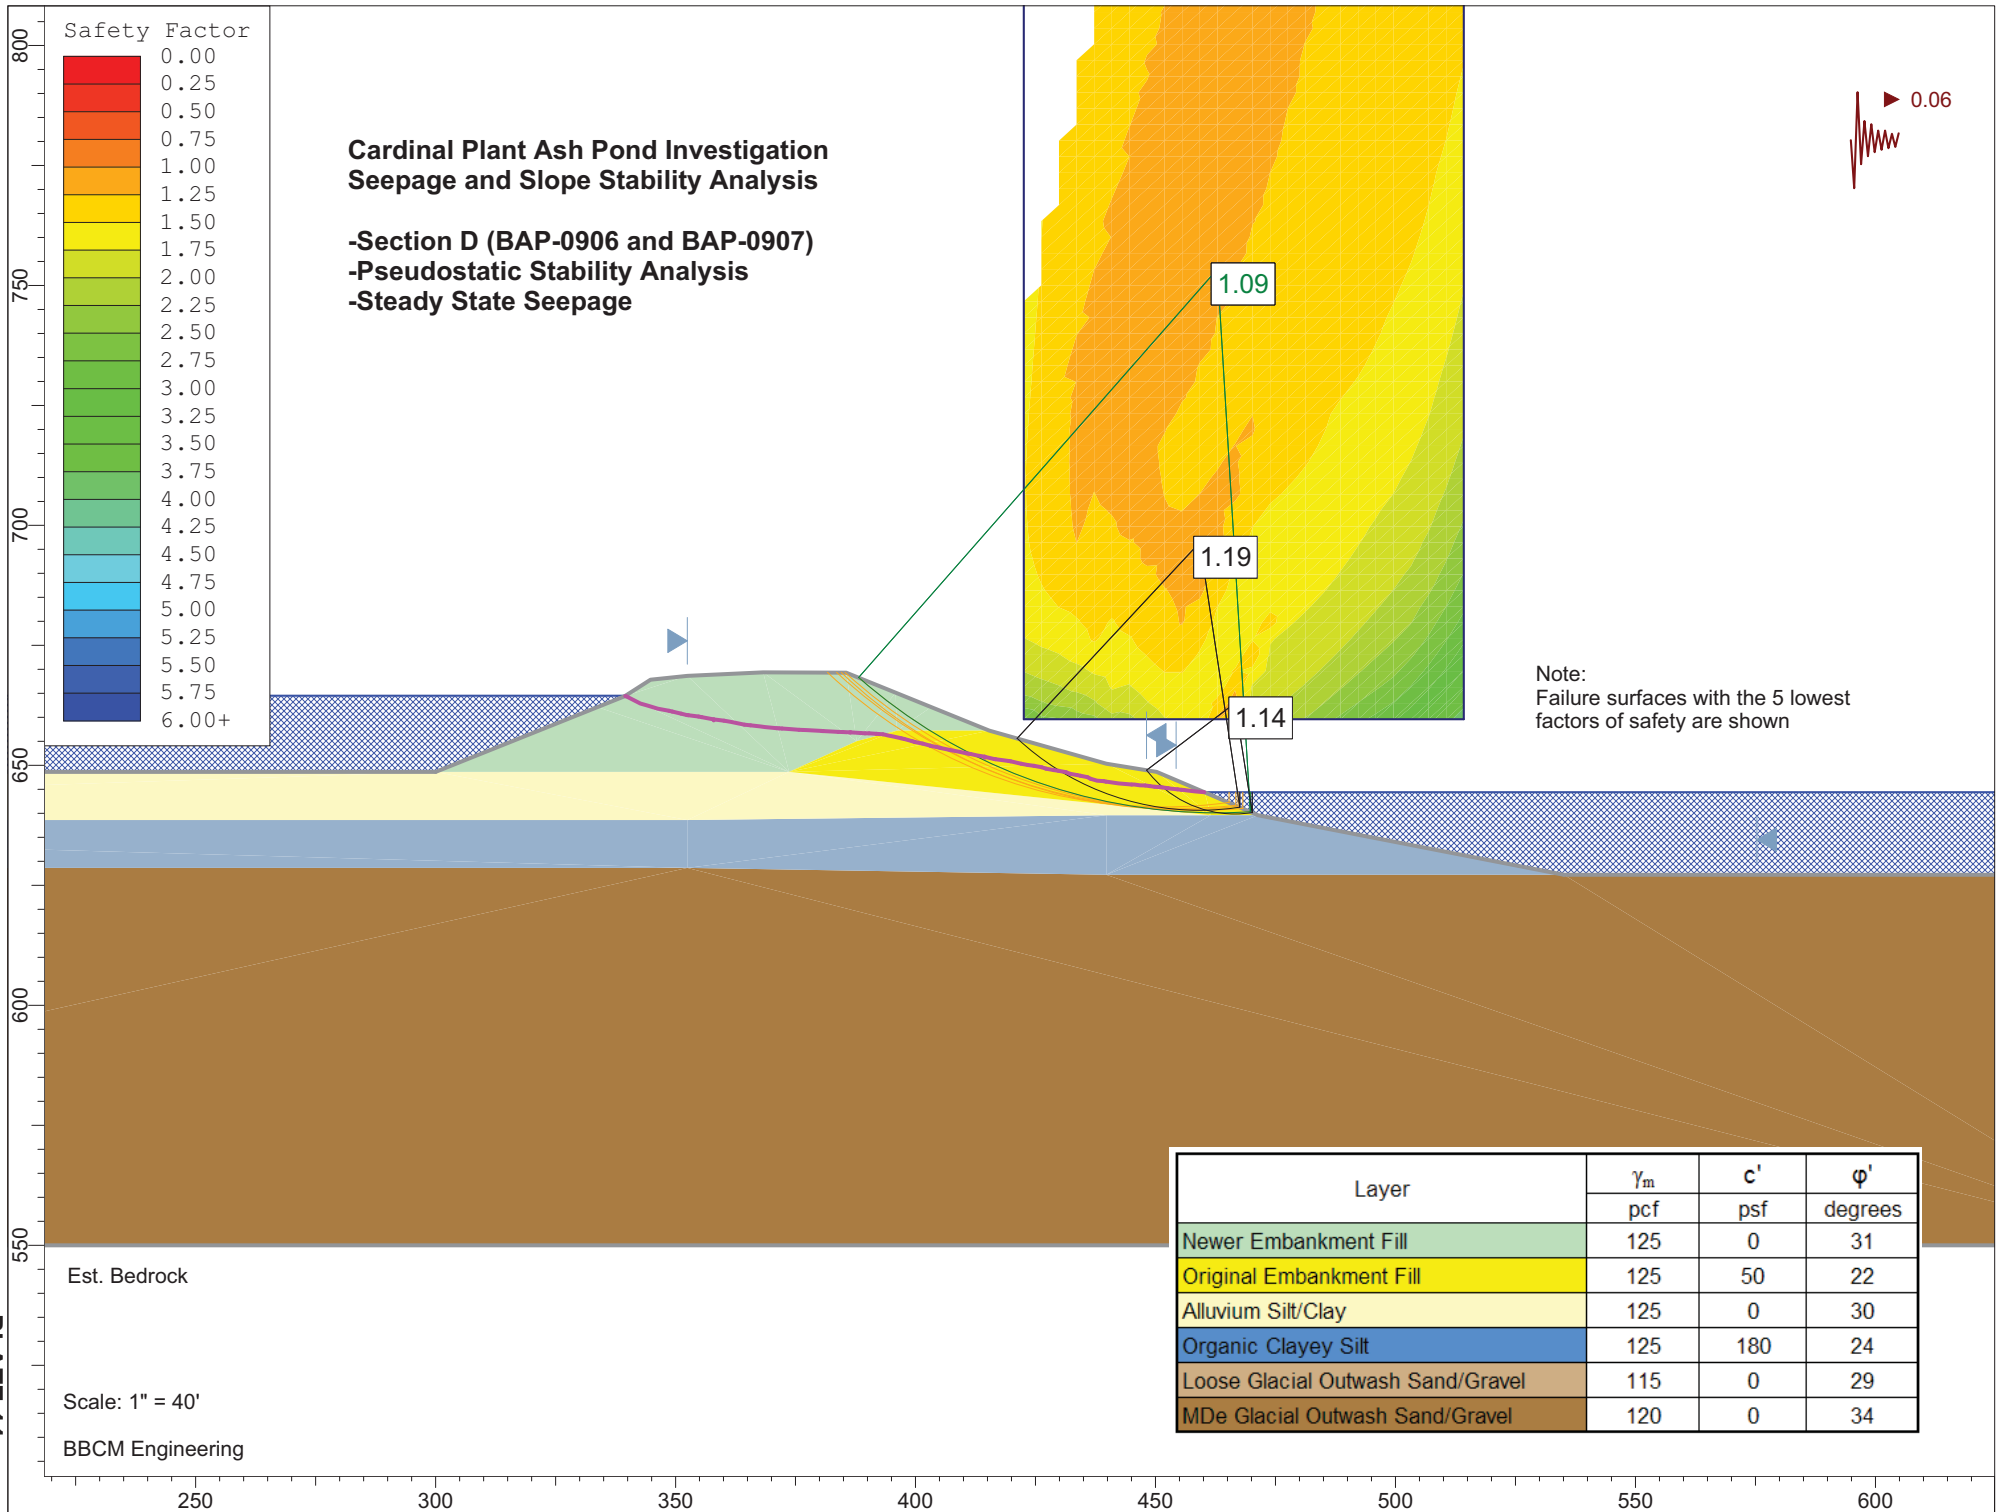 Safety Factor
0.00
0.25
0.50
0.75
1.00
1.25
1.50
1.75
2.00
2.25
2.50
2.75
3.00
3.25
3.50
3.75
4.00
4.25
4.50
4.75
5.00
5.25
5.50
5.75
6.00+
800
750
700
650
600
550
Cardinal Plant Ash Pond Investigation
Seepage and Slope Stability Analysis
-Section D (BAP-0906 and BAP-0907)
-Pseudostatic Stability Analysis
-Steady State Seepage
0.06
1.09
1.19
1.14
Note:
Failure surfaces with the 5 lowest
factors of safety are shown
Layer γm c' φ'
pcf psf degrees
Newer Embankment Fill 125 0 31
Original Embankment Fill 125 50 22
Alluvium Silt/Clay 125 0 30
Organic Clayey Silt 125 180 24
Loose Glacial Outwash Sand/Gravel 115 0 29
MDe Glacial Outwash Sand/Gravel 120 0 34
Est. Bedrock
Scale: 1" = 40'
BBCM Engineering
250 300 350 400 450 500 550 600